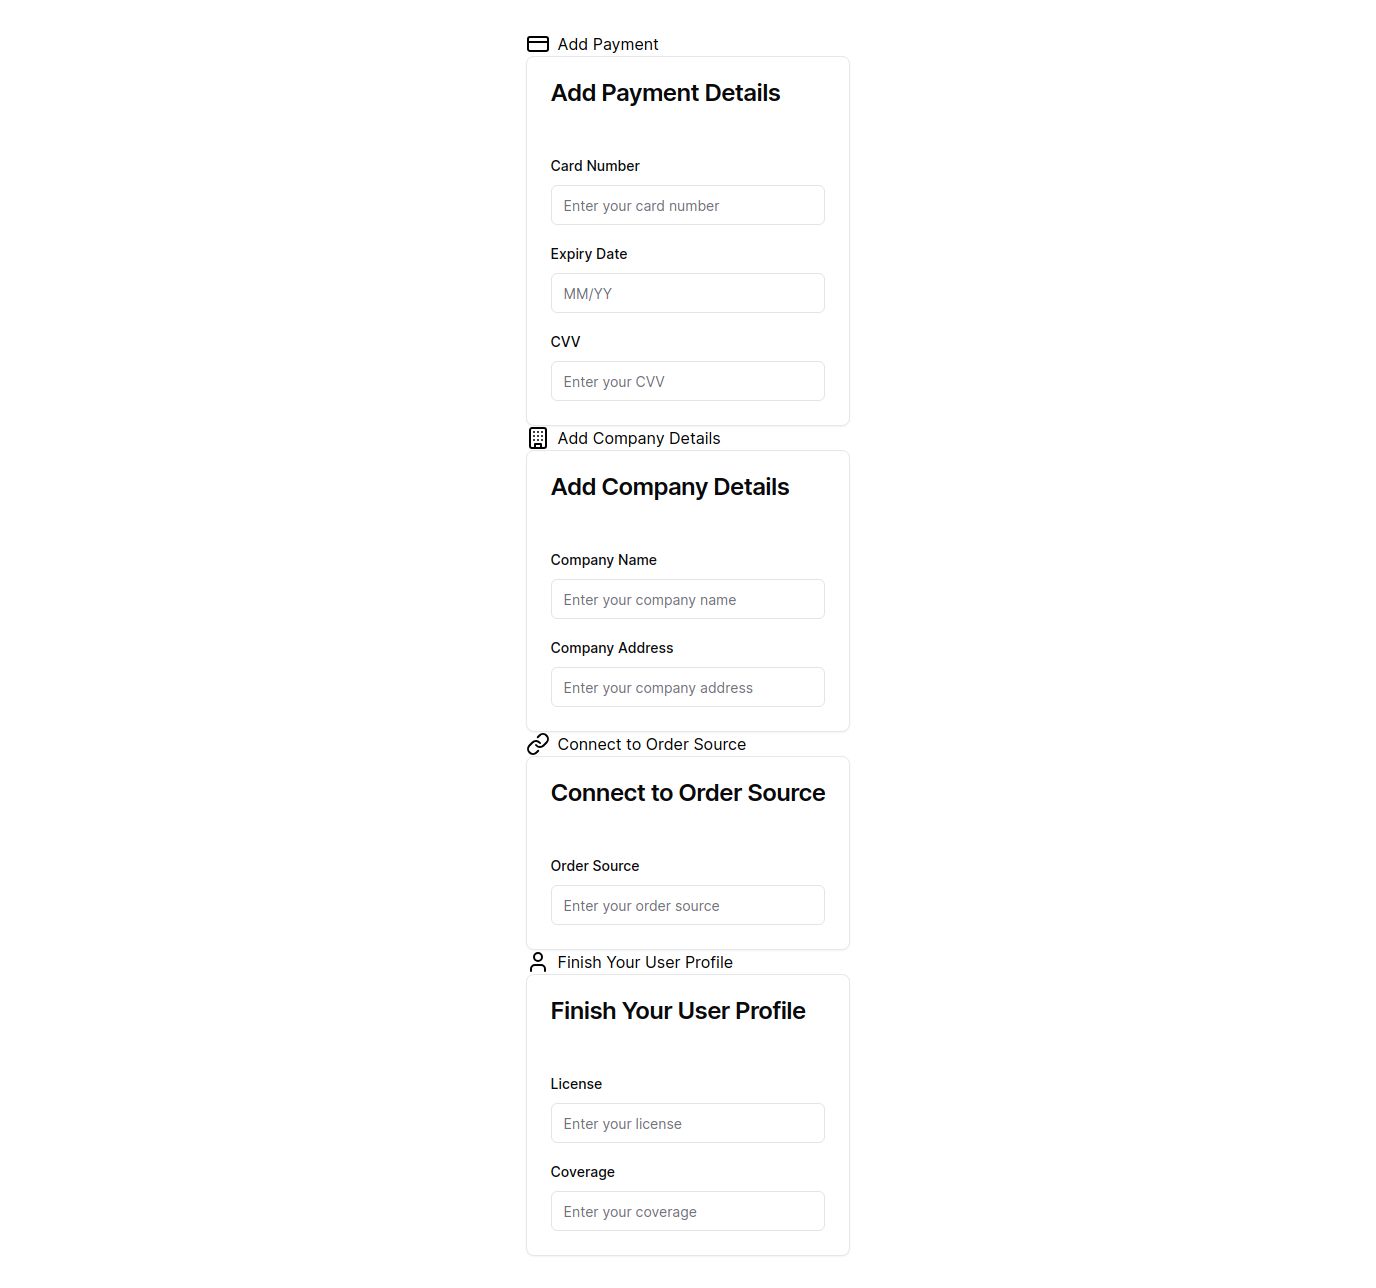 Add Payment
Add Payment Details
Card Number
Enter your card number
Expiry Date
MM/YY
CVV
Enter your CVV
Add Company Details
Add Company Details
Company Name
Enter your company name
Company Address
Enter your company address
Connect to Order Source
Connect to Order Source
Order Source
Enter your order source
Finish Your User Profile
Finish Your User Profile
License
Enter your license
Coverage
Enter your coverage